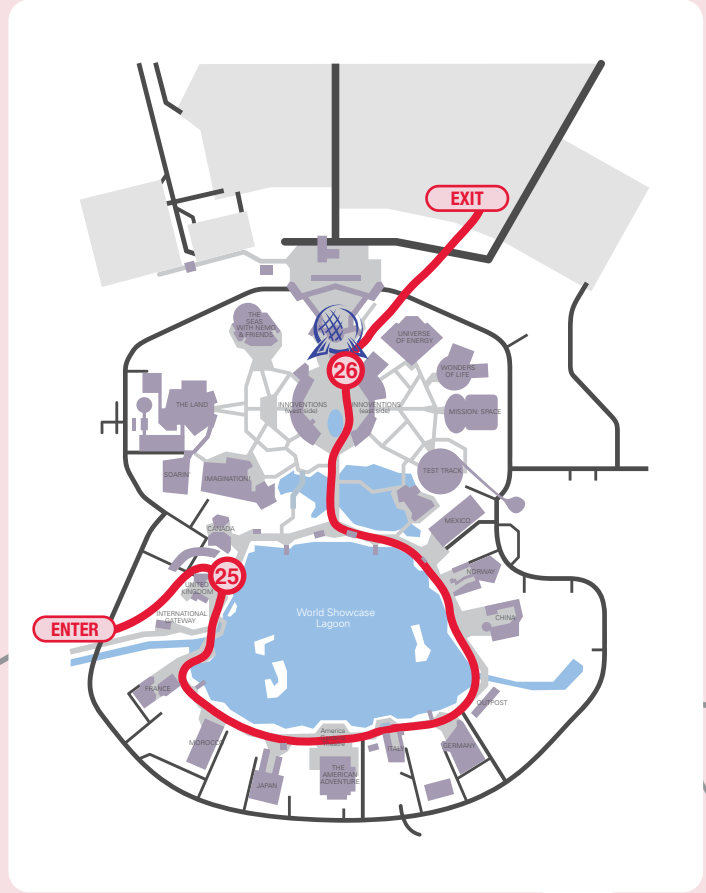 EXIT
THE
SEAS
WITH NEMO
& FRIENDS
UNIVERSE
OF ENERGY
WONDERS
OF LIFE
26
THE LAND
INNOVENTIONS
(west side)
INNOVENTIONS
(east side)
MISSION: SPACE
SOARIN'
IMAGINATION!
TEST TRACK
MEXICO
CANADA
25
UNITED
KINGDOM
NORWAY
ENTER
INTERNATIONAL
GATEWAY
World Showcase
Lagoon
CHINA
FRANCE
OUTPOST
MOROCCO
America
ITALY
GERMANY
THE
AMERICAN
ADVENTURE
JAPAN